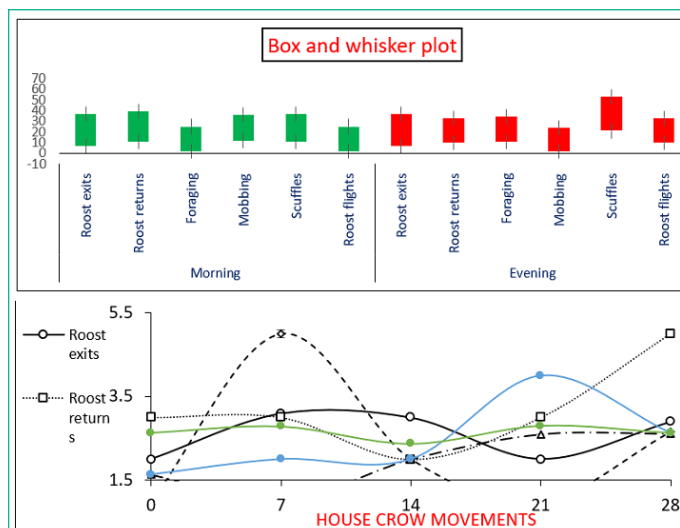 Box and whisker plot
70
60
50
40
30
20
10
0
-10
Roost exits
Roost returns
Foraging
Mobbing
Scuffles
Roost flights
Roost exits
Roost returns
Foraging
Mobbing
Scuffles
Roost flights
Morning
Evening
Roost
exits
Roost
return
s
5.5
3.5
1.5
0
7
14
21
28
HOUSE CROW MOVEMENTS